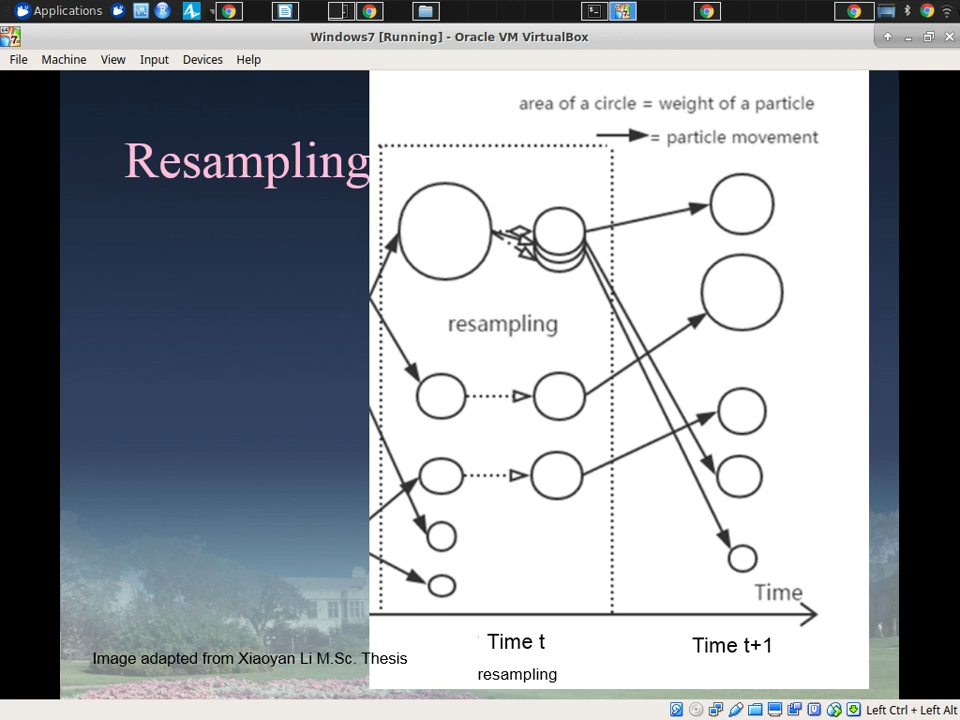 Applications
Windows7 [Running] - Oracle VM VirtualBox
File Machine View Input Devices Help
area of a circle = weight of a particle
= particle movement
Resampling
resampling
Time
Time t
Time t+1
Image adapted from Xiaoyan Li M.Sc. Thesis
resampling
Left Ctrl + Left Alt